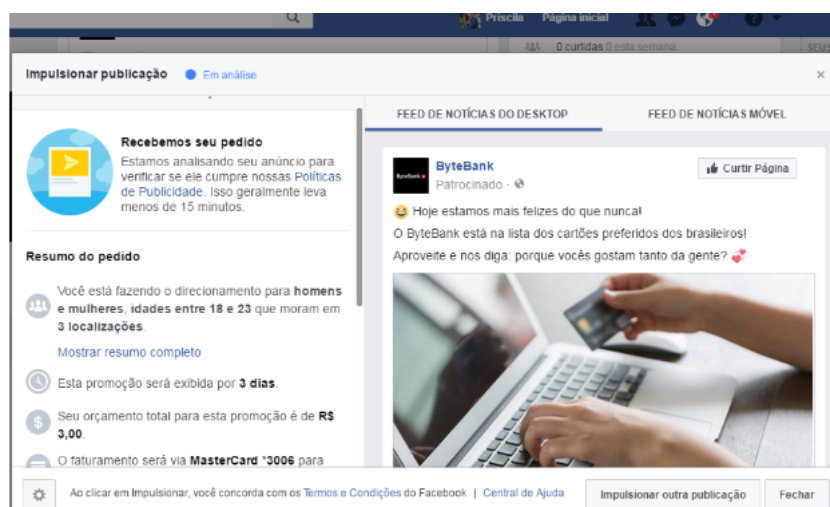 Priscila Página inicial
0 curtidas 0 esta semana
SEUS
Impulsionar publicação Em análise ×
FEED DE NOTÍCIAS DO DESKTOP FEED DE NOTÍCIAS MÓVEL
Recebemos seu pedido
Estamos analisando seu anúncio para
verificar se ele cumpre nossas Políticas
de Publicidade. Isso geralmente leva
menos de 15 minutos.
Resumo do pedido
Você está fazendo o direcionamento para homens
e mulheres, idades entre 18 e 23 que moram em
3 localizações.
Mostrar resumo completo
Esta promoção será exibida por 3 dias.
Seu orçamento total para esta promoção é de R$
3,00.
O faturamento será via MasterCard *3006 para
ByteBank
ByteBank
Patrocinado ·
Curtir Página
😂 Hoje estamos mais felizes do que nunca!
O ByteBank está na lista dos cartões preferidos dos brasileiros!
Aproveite e nos diga: porque vocês gostam tanto da gente? 💞
Ao clicar em Impulsionar, você concorda com os Termos e Condições do Facebook | Central de Ajuda
Impulsionar outra publicação Fechar